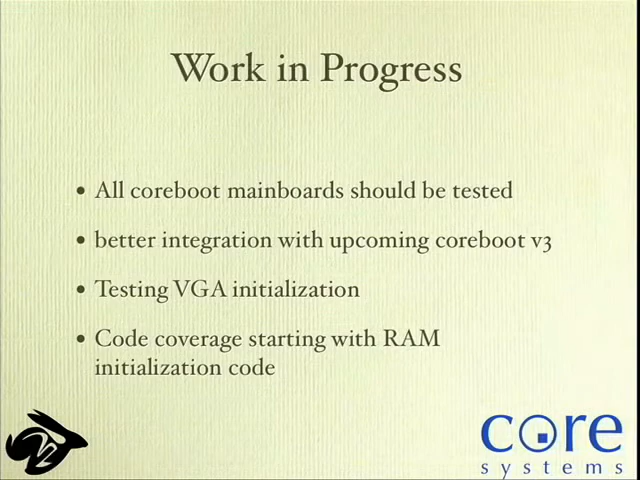 Work in Progress
• All coreboot mainboards should be tested
• better integration with upcoming coreboot v3
• Testing VGA initialization
• Code coverage starting with RAM
initialization code
core
systems